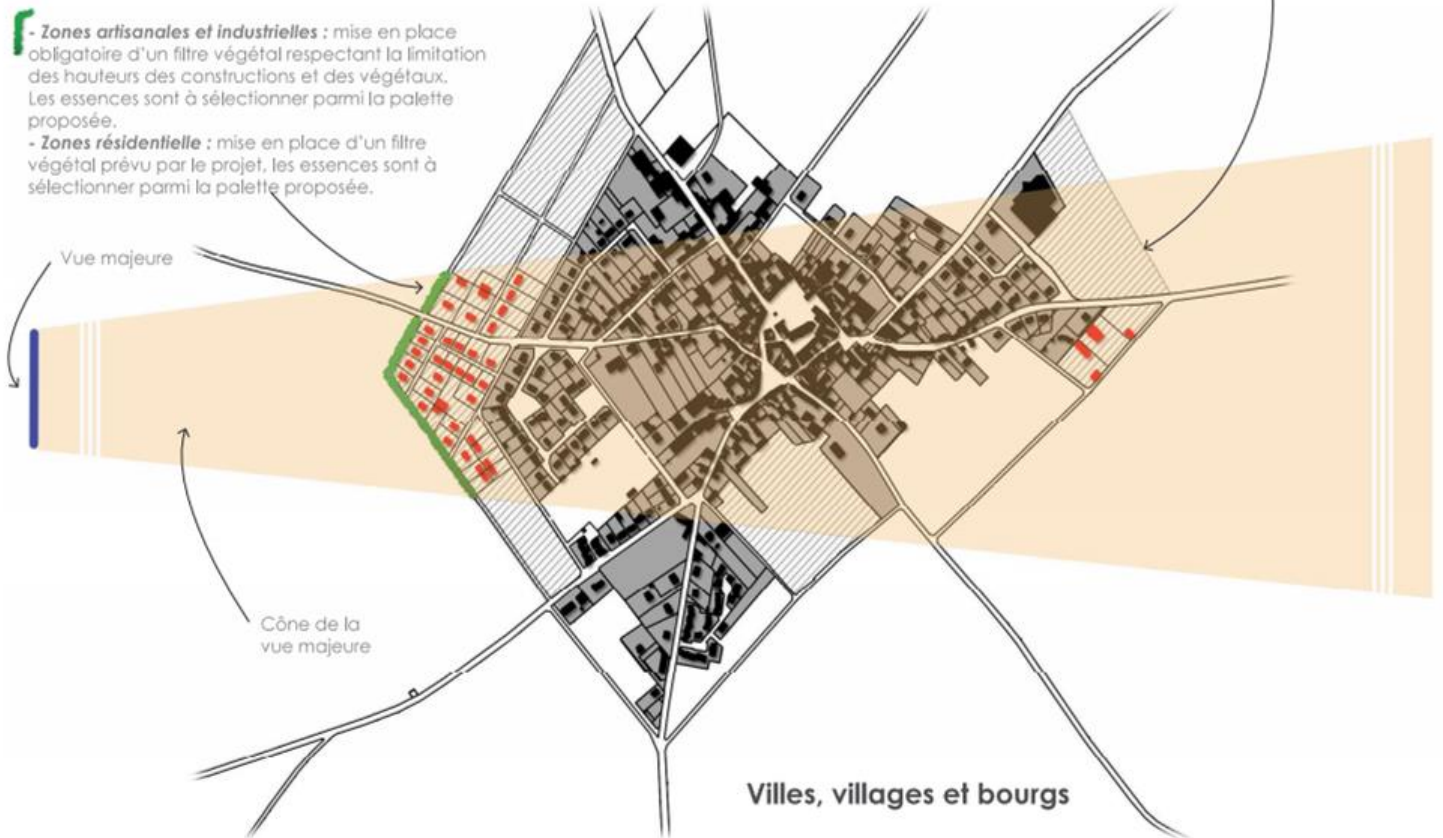 - Zones artisanales et industrielles : mise en place
obligatoire d'un filtre végétal respectant la limitation
des hauteurs des constructions et des végétaux.
Les essences sont à sélectionner parmi la palette
proposée.
- Zones résidentielle : mise en place d'un filtre
végétal prévu par le projet, les essences sont à
sélectionner parmi la palette proposée.
Vue majeure
Cône de la
vue majeure
Villes, villages et bourgs